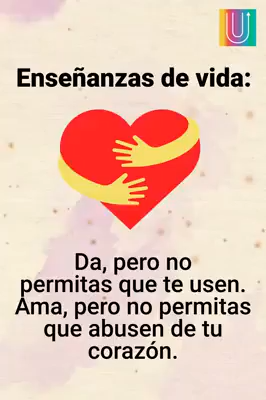 U
Enseñanzas de vida:
Da, pero no
permitas que te usen.
Ama, pero no permitas
que abusen de tu
corazón.